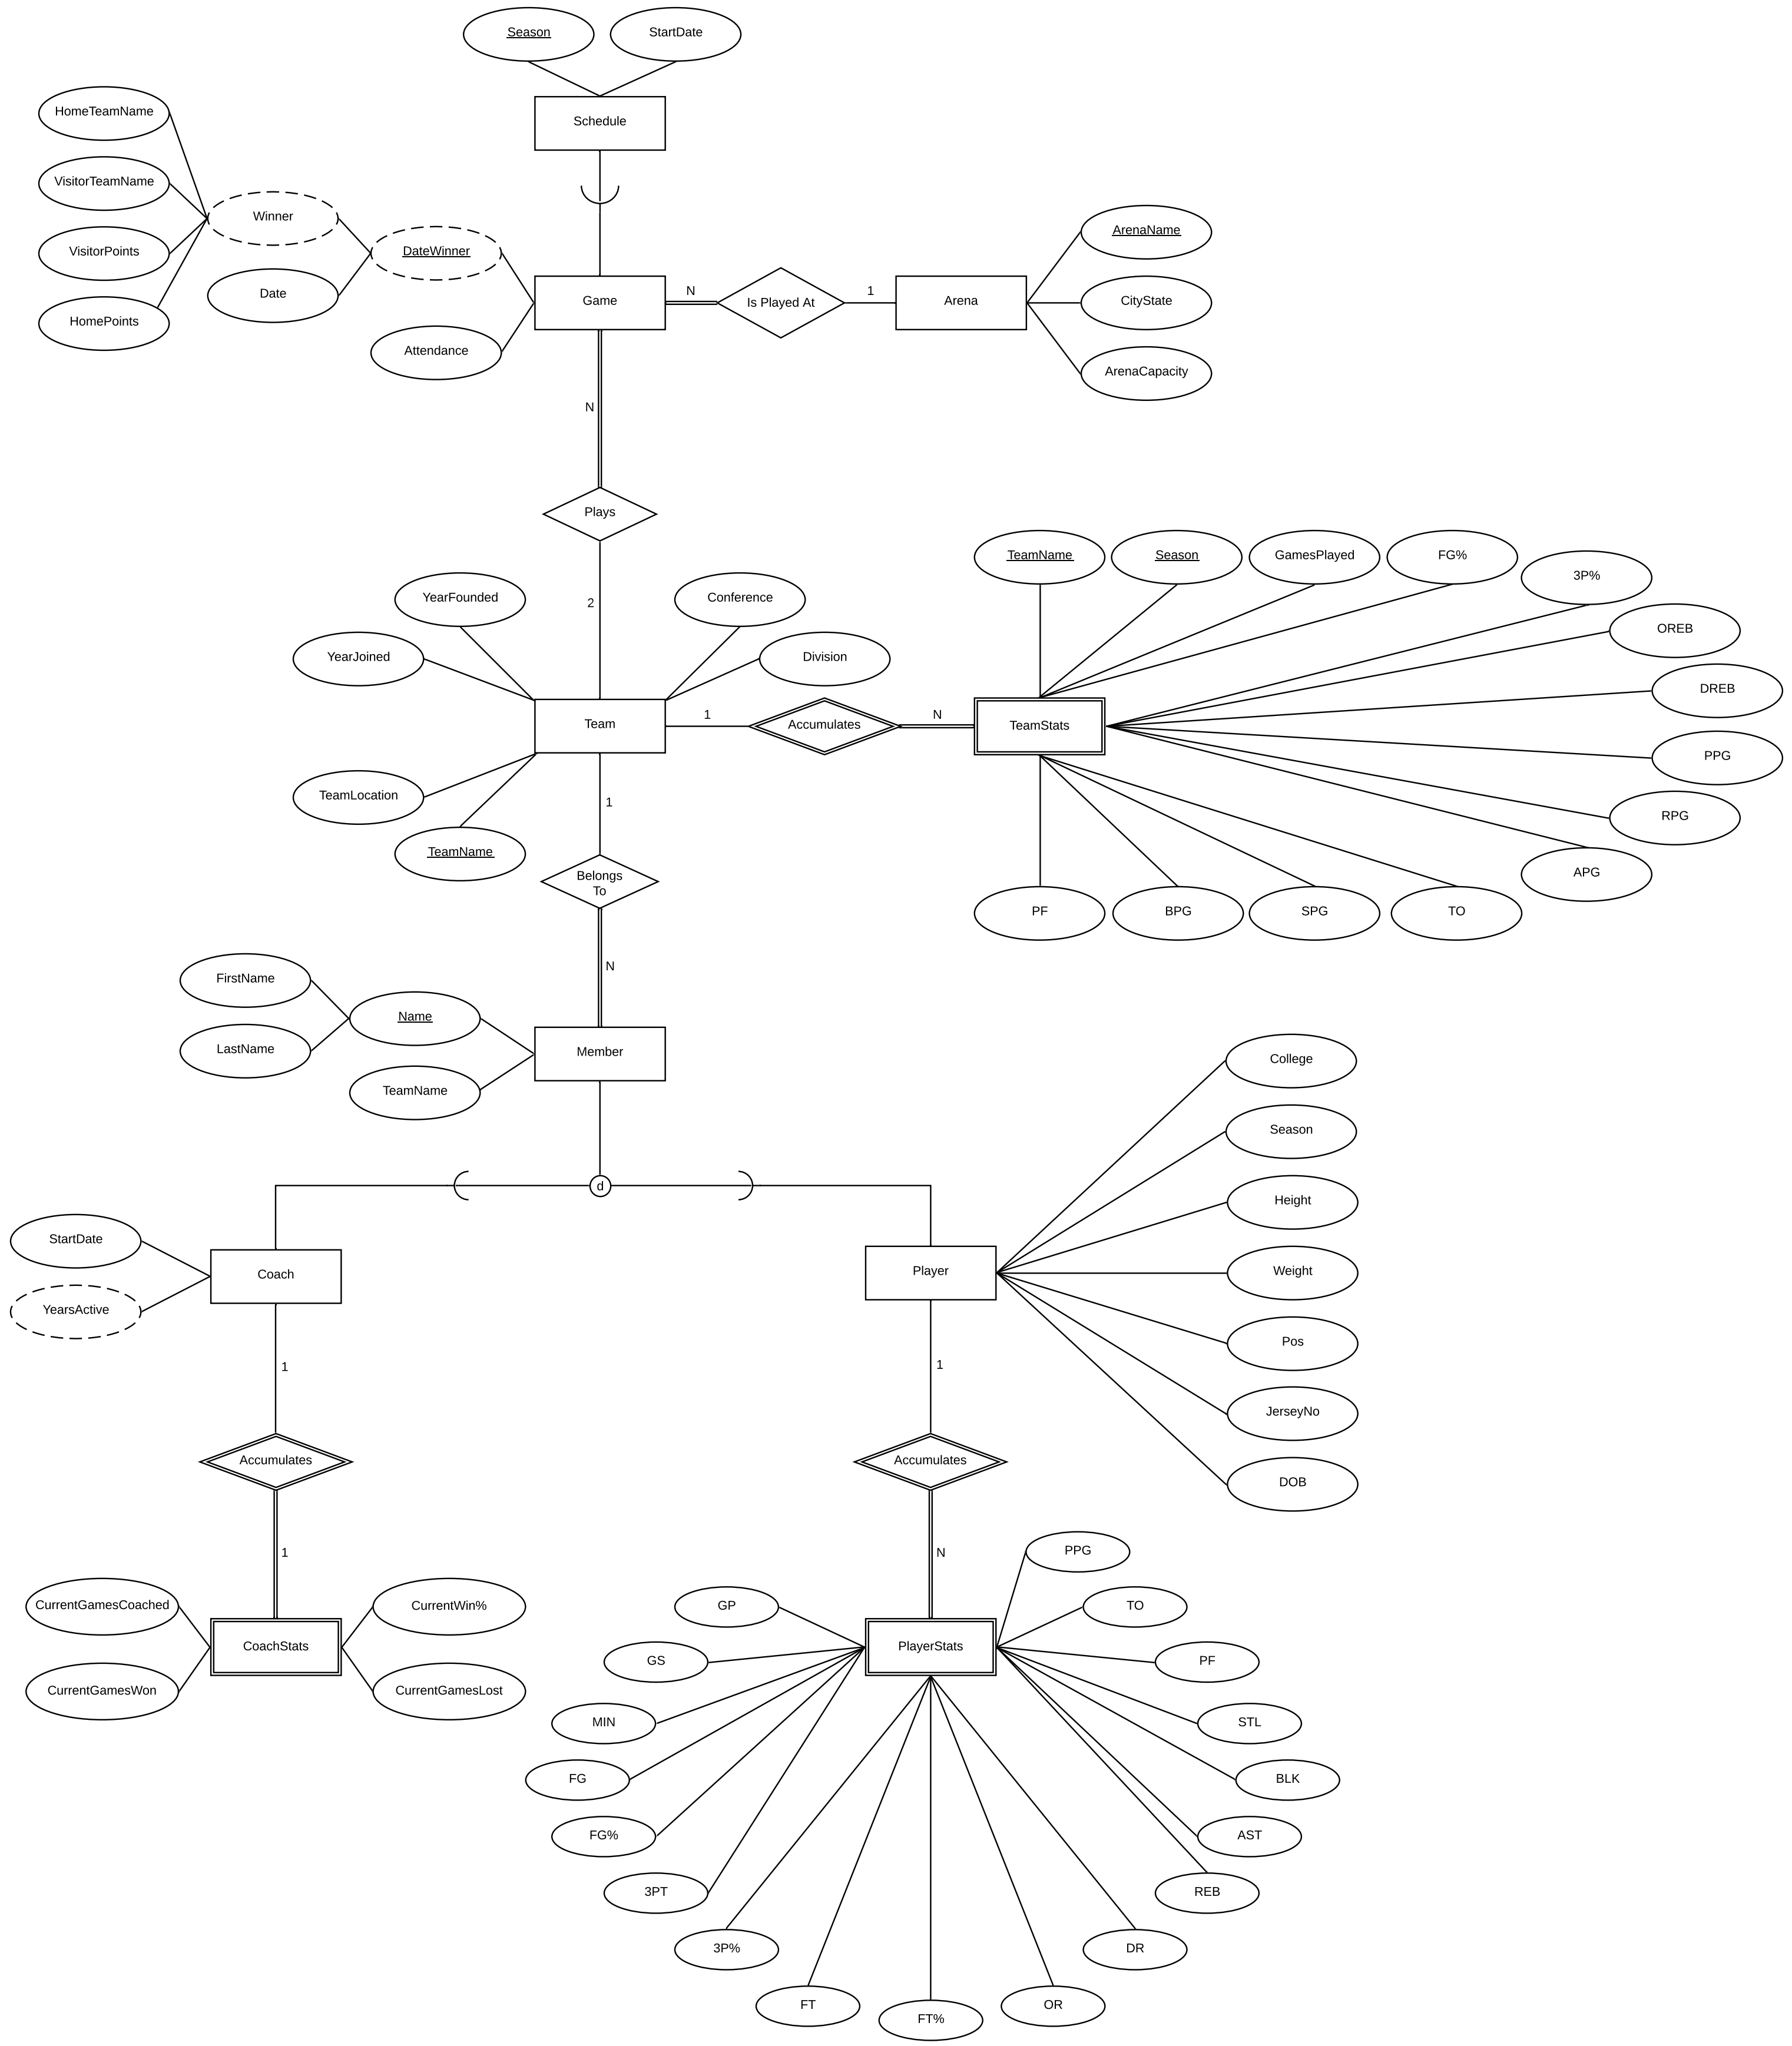 Season
StartDate
Schedule
HomeTeamName
VisitorTeamName
Winner
VisitorPoints
HomePoints
DateWinner
Date
Attendance
Game
N
Is Played At
1
Arena
ArenaName
CityState
ArenaCapacity
N
Plays
2
YearFounded
Conference
YearJoined
Division
Team
1
Accumulates
N
TeamStats
TeamName
Season
GamesPlayed
FG%
3P%
OREB
DREB
PPG
RPG
APG
TO
SPG
BPG
PF
TeamLocation
TeamName
1
Belongs
To
N
FirstName
LastName
Name
TeamName
Member
d
StartDate
YearsActive
Coach
Player
College
Season
Height
Weight
Pos
JerseyNo
DOB
1
Accumulates
1
1
Accumulates
N
CurrentGamesCoached
CurrentWin%
CoachStats
CurrentGamesWon
CurrentGamesLost
PlayerStats
PPG
TO
PF
STL
BLK
AST
REB
DR
OR
FT%
FT
3P%
3PT
FG%
FG
MIN
GS
GP